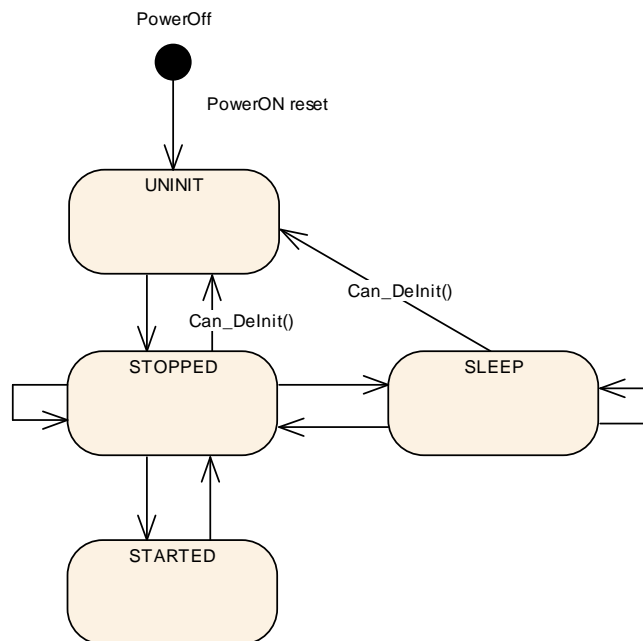 PowerOff
PowerON reset
UNINIT
Can_DeInit()
Can_DeInit()
STOPPED
SLEEP
STARTED